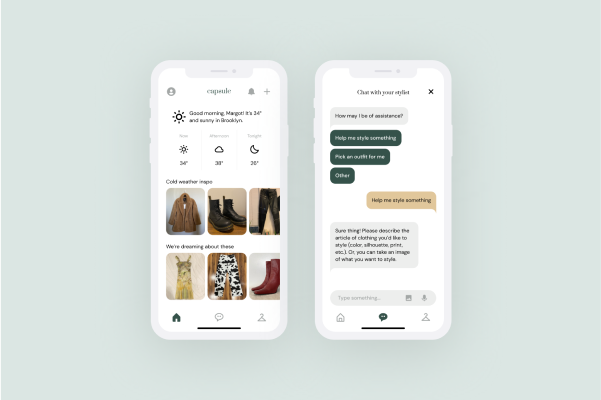 capsule
Good morning, Margot! It's 34°
and sunny in Brooklyn.
Now
Afternoon
Tonight
34°
38°
26°
Cold weather inspo
We're dreaming about these
Chat with your stylist
How may I be of assistance?
Help me style something
Pick an outfit for me
Other
Help me style something
Sure thing! Please describe the
article of clothing you'd like to
style (color, silhouette, print,
etc.). Or, you can take an image
of what you want to style.
Type something...